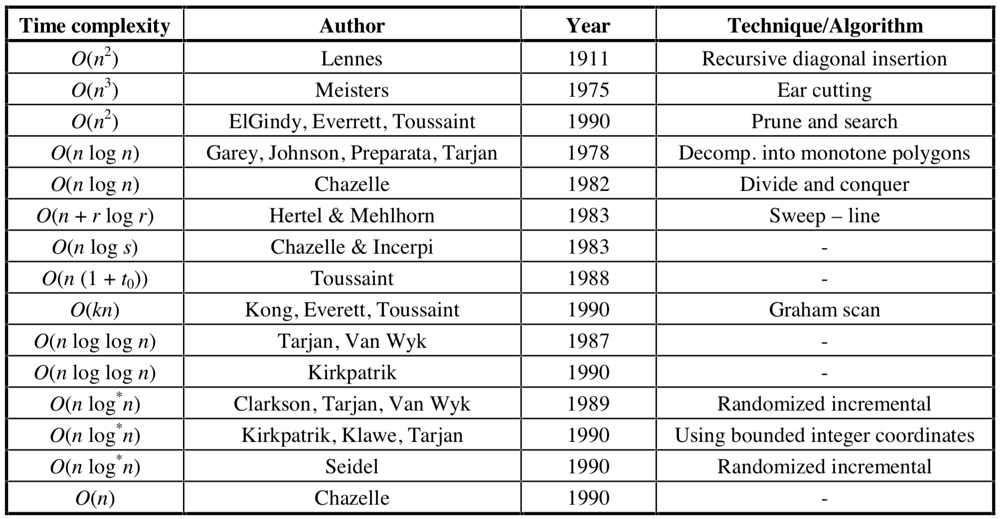 Time complexity Author Year Technique/Algorithm
O(n²) Lennes 1911 Recursive diagonal insertion
O(n³) Meisters 1975 Ear cutting
O(n²) ElGindy, Everrett, Toussaint 1990 Prune and search
O(n log n) Garey, Johnson, Preparata, Tarjan 1978 Decomp. into monotone polygons
O(n log n) Chazelle 1982 Divide and conquer
O(n + r log r) Hertel & Mehlhorn 1983 Sweep – line
O(n log s) Chazelle & Incerpi 1983 -
O(n (1 + t₀)) Toussaint 1988 -
O(kn) Kong, Everett, Toussaint 1990 Graham scan
O(n log log n) Tarjan, Van Wyk 1987 -
O(n log log n) Kirkpatrik 1990 -
O(n log*n) Clarkson, Tarjan, Van Wyk 1989 Randomized incremental
O(n log*n) Kirkpatrik, Klawe, Tarjan 1990 Using bounded integer coordinates
O(n log*n) Seidel 1990 Randomized incremental
O(n) Chazelle 1990 -